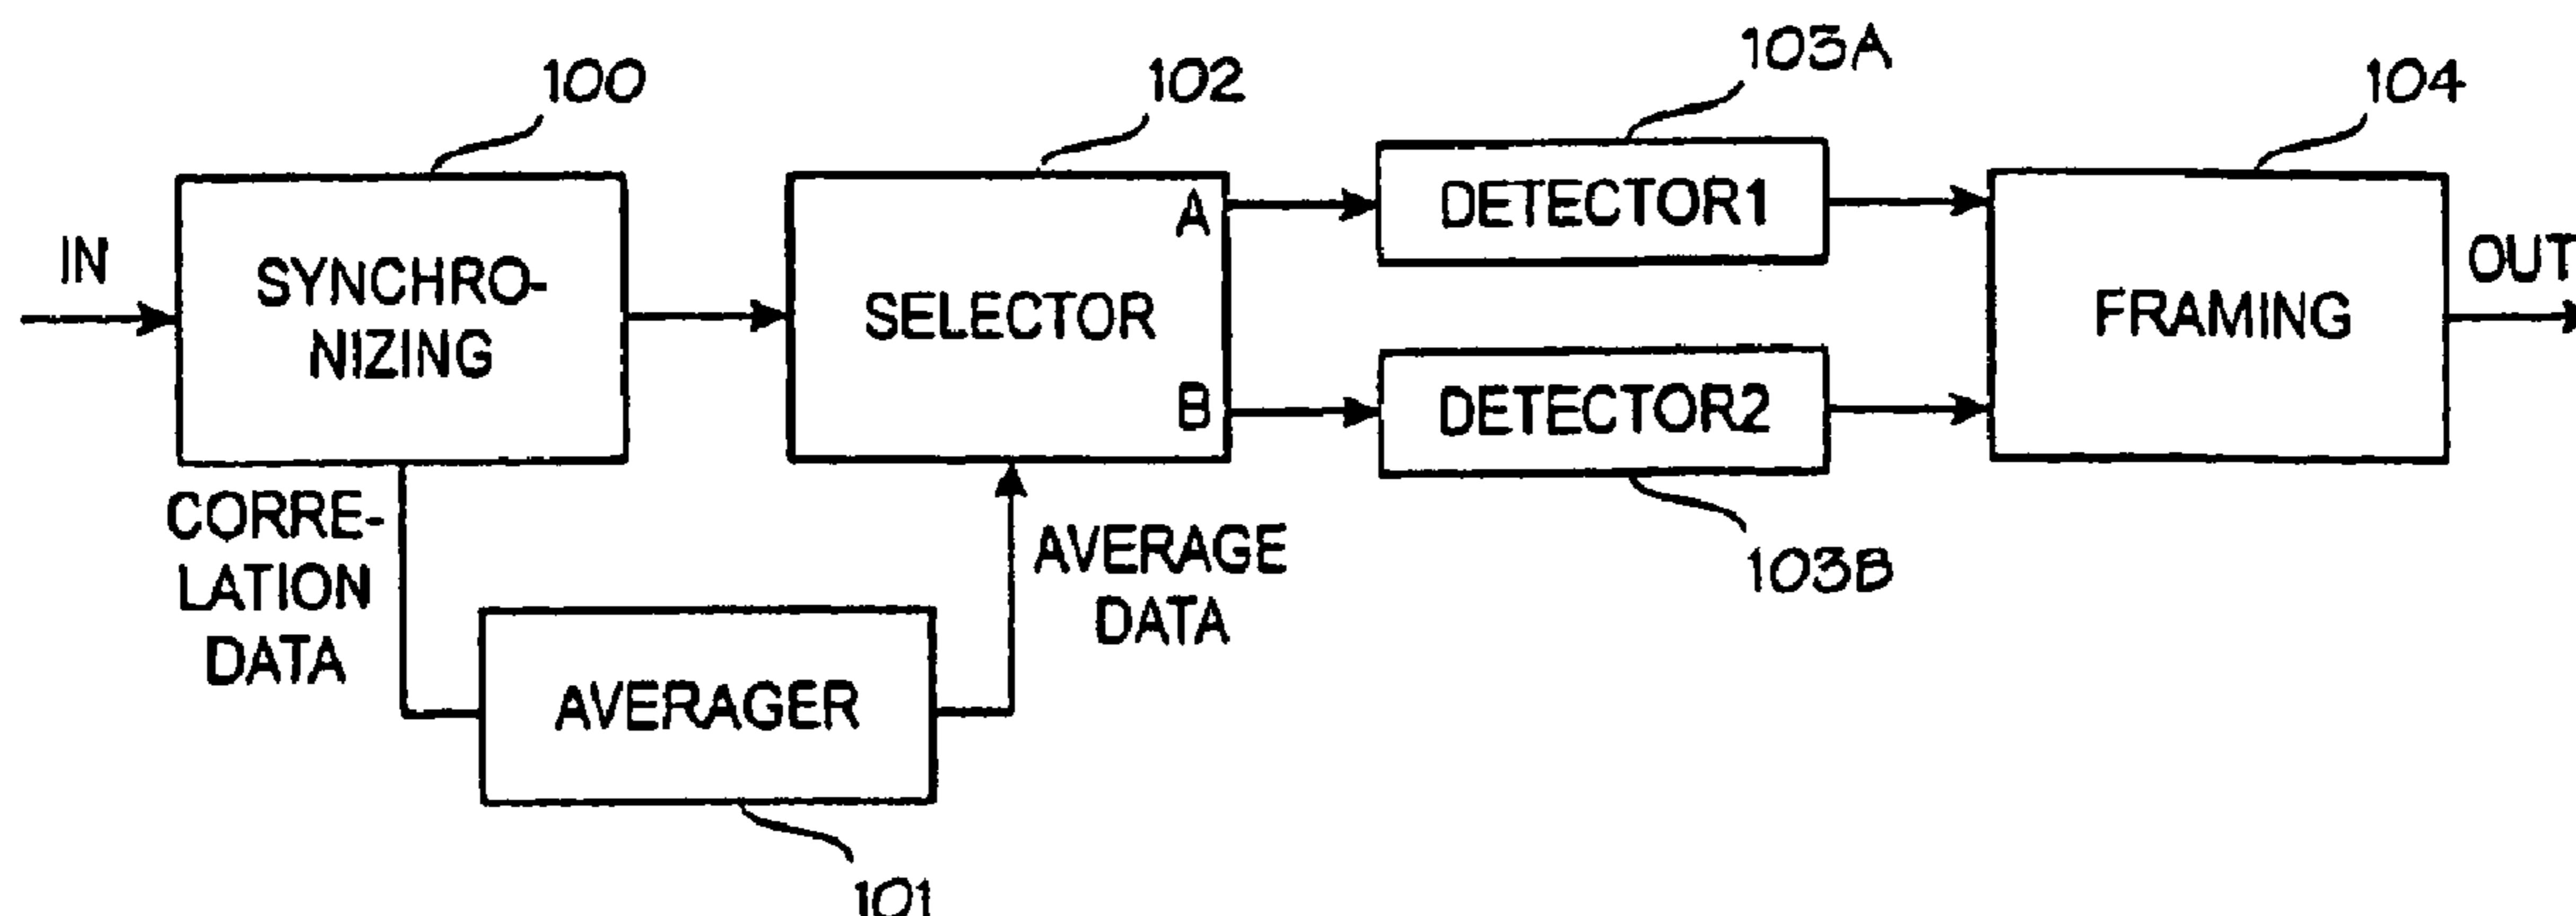 100
102
103A
104
IN
SYNCHRO-
NIZING
SELECTOR
A
B
DETECTOR1
DETECTOR2
FRAMING
OUT
CORRE-
LATION
DATA
AVERAGE
DATA
103B
AVERAGER
101